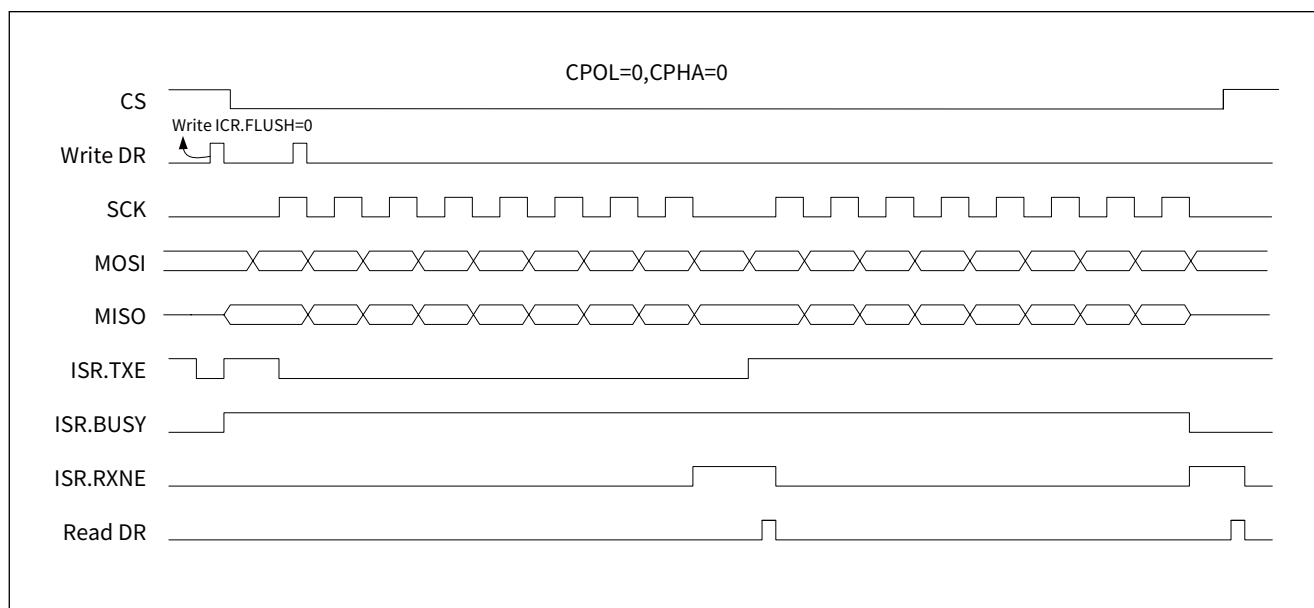 CPOL=0,CPHA=0
CS
Write ICR.FLUSH=0
Write DR
SCK
MOSI
MISO
ISR.TXE
ISR.BUSY
ISR.RXNE
Read DR